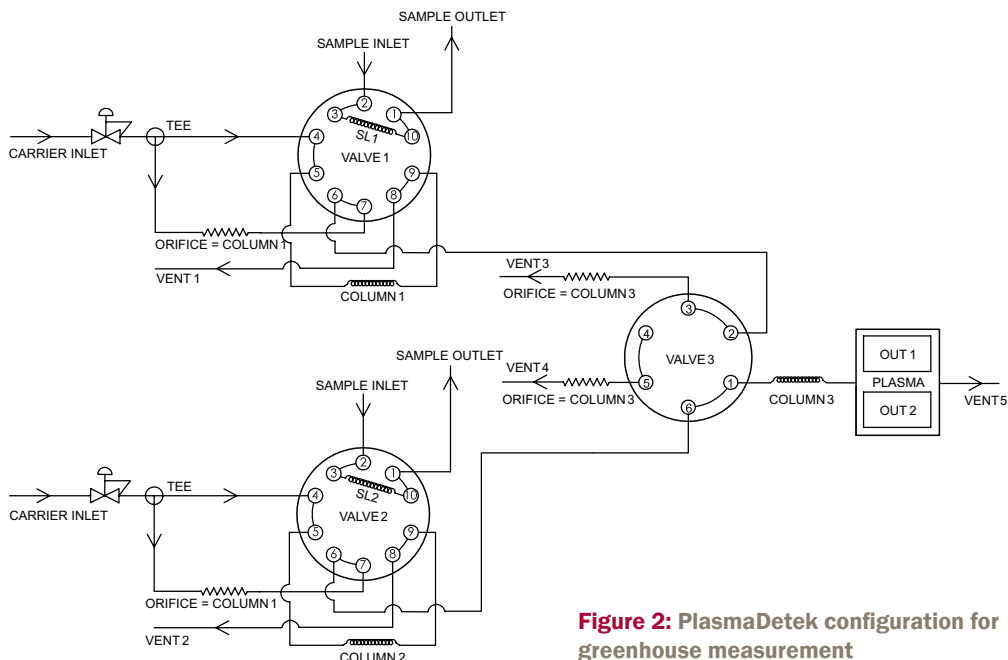 SAMPLE OUTLET
SAMPLE INLET
CARRIER INLET
TEE
2
3
1
SL1
10
4
VALVE 1
5
9
6
7
8
ORIFICE = COLUMN 1
VENT 1
COLUMN 1
VENT 3
ORIFICE = COLUMN 3
3
4
2
VALVE 3
5
1
6
VENT4
ORIFICE = COLUMN 3
COLUMN 3
OUT 1
PLASMA
OUT 2
VENT5
SAMPLE OUTLET
SAMPLE INLET
CARRIER INLET
TEE
2
3
1
SL2
10
4
VALVE 2
5
9
6
7
8
ORIFICE = COLUMN 1
VENT 2
COLUMN 2
Figure 2: PlasmaDetek configuration for
greenhouse measurement